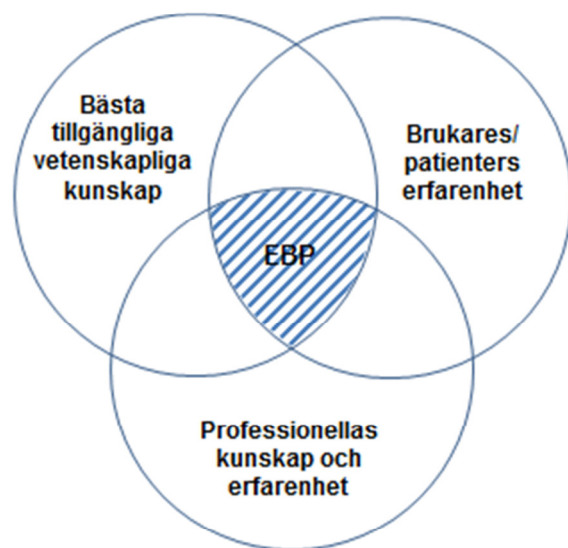 Bästa
tillgängliga
vetenskapliga
kunskap
Brukares/
patienters
erfarenhet
EBP
Professionellas
kunskap och
erfarenhet